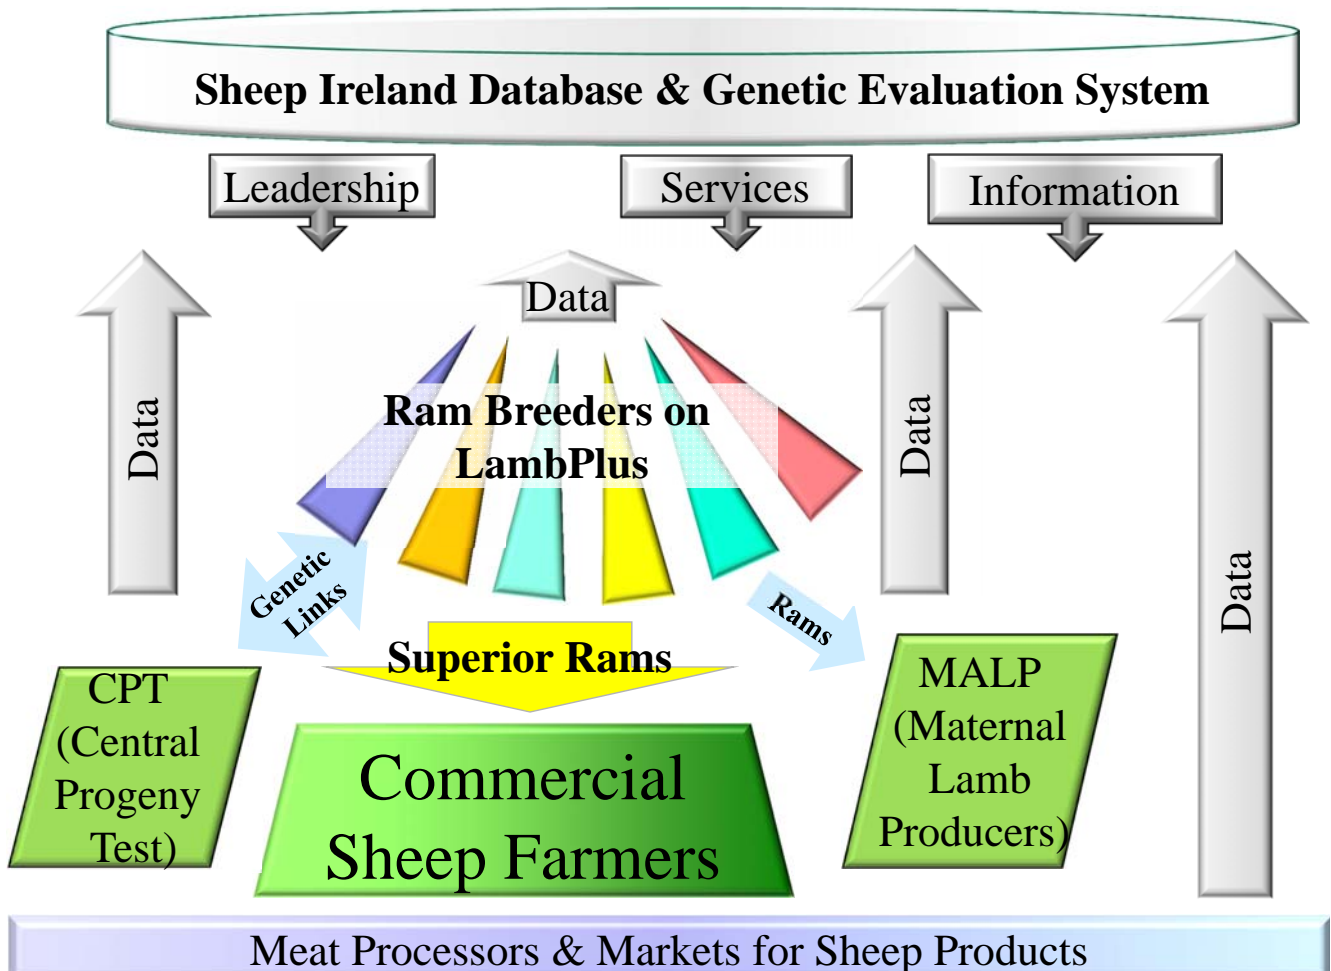 Sheep Ireland Database & Genetic Evaluation System
Leadership
Services
Information
Data
Data
Ram Breeders on
LambPlus
Data
Data
Genetic
Links
Rams
Superior Rams
CPT
(Central
Progeny
Test)
Commercial
Sheep Farmers
MALP
(Maternal
Lamb
Producers)
Meat Processors & Markets for Sheep Products